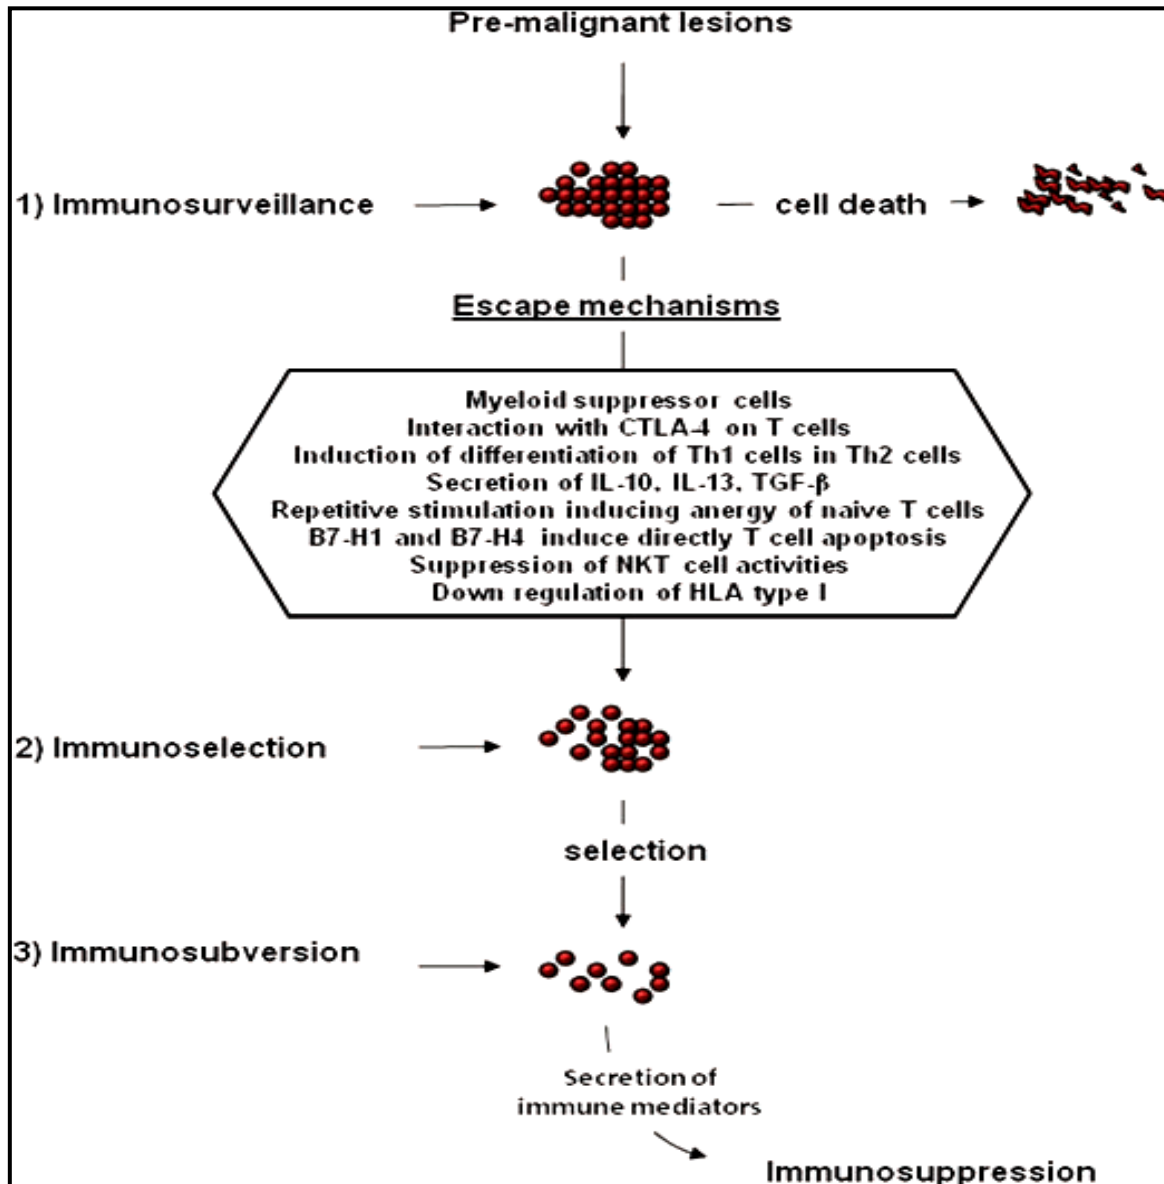 Pre-malignant lesions
1) Immunosurveillance
cell death
Escape mechanisms
Myeloid suppressor cells
Interaction with CTLA-4 on T cells
Induction of differentiation of Th1 cells in Th2 cells
Secretion of IL-10, IL-13, TGF-β
Repetitive stimulation inducing anergy of naive T cells
B7-H1 and B7-H4 induce directly T cell apoptosis
Suppression of NKT cell activities
Down regulation of HLA type I
2) Immunoselection
selection
3) Immunosubversion
Secretion of
immune mediators
Immunosuppression